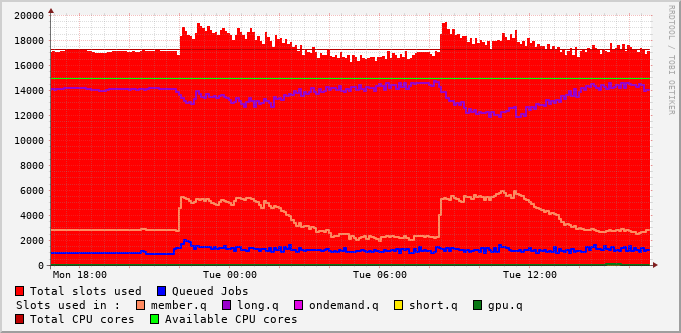 20000
18000
16000
14000
12000
10000
8000
6000
4000
2000
0
Mon 18:00 Tue 00:00 Tue 06:00 Tue 12:00
RRDTOOL / TOBI OETIKER
Total slots used Queued Jobs
Slots used in : member.q long.q ondemand.q short.q gpu.q
Total CPU cores Available CPU cores